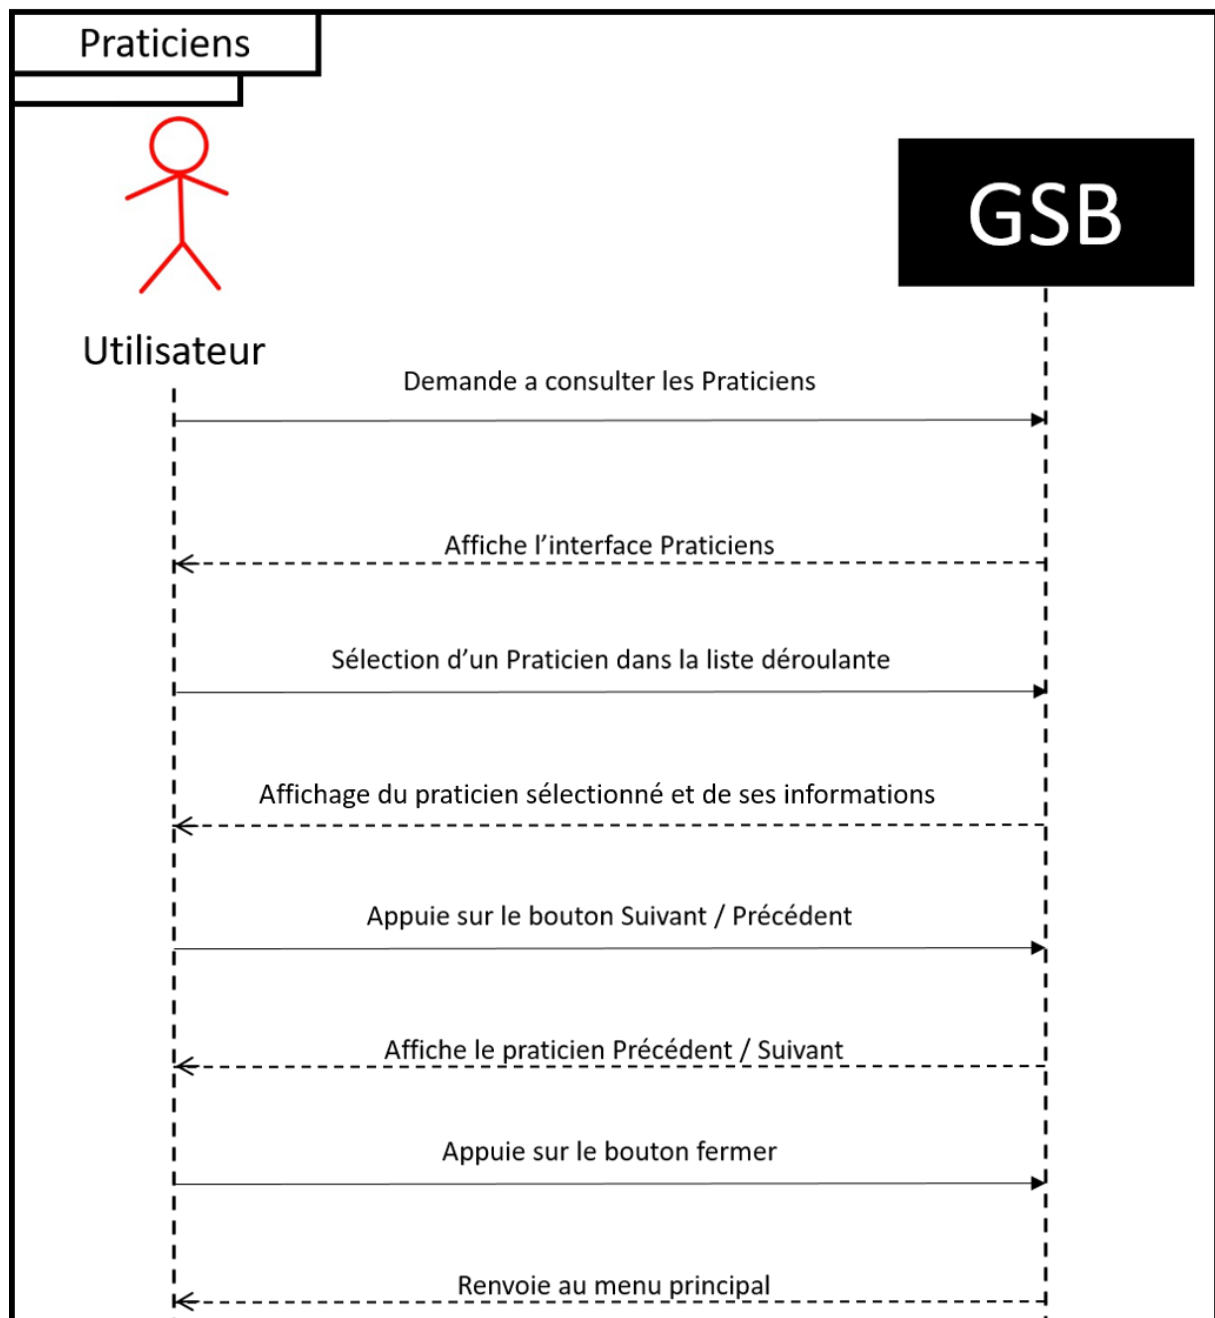 Praticiens
GSB
Utilisateur
Demande a consulter les Praticiens
Affiche l’interface Praticiens
Sélection d’un Praticien dans la liste déroulante
Affichage du praticien sélectionné et de ses informations
Appuie sur le bouton Suivant / Précédent
Affiche le praticien Précédent / Suivant
Appuie sur le bouton fermer
Renvoie au menu principal